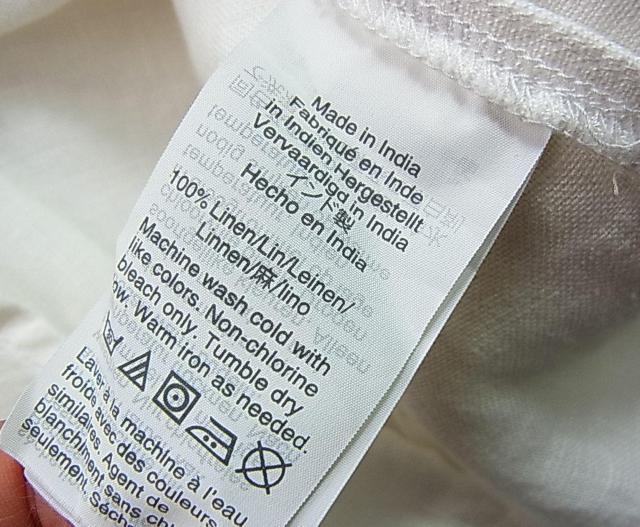 Made in India
Fabriqué en Inde
in Indien Hergestellt
Vervaardigd in India
インド製
Hecho en India
100% Linen/Lin/Leinen/
Linnen/麻/lino
Machine wash cold with
like colors. Non-chlorine
bleach only. Tumble dry
low. Warm iron as needed.
Laver à la machine à l'eau
froide avec des couleurs
similaires. Agent de
blanchiment sans
seulement